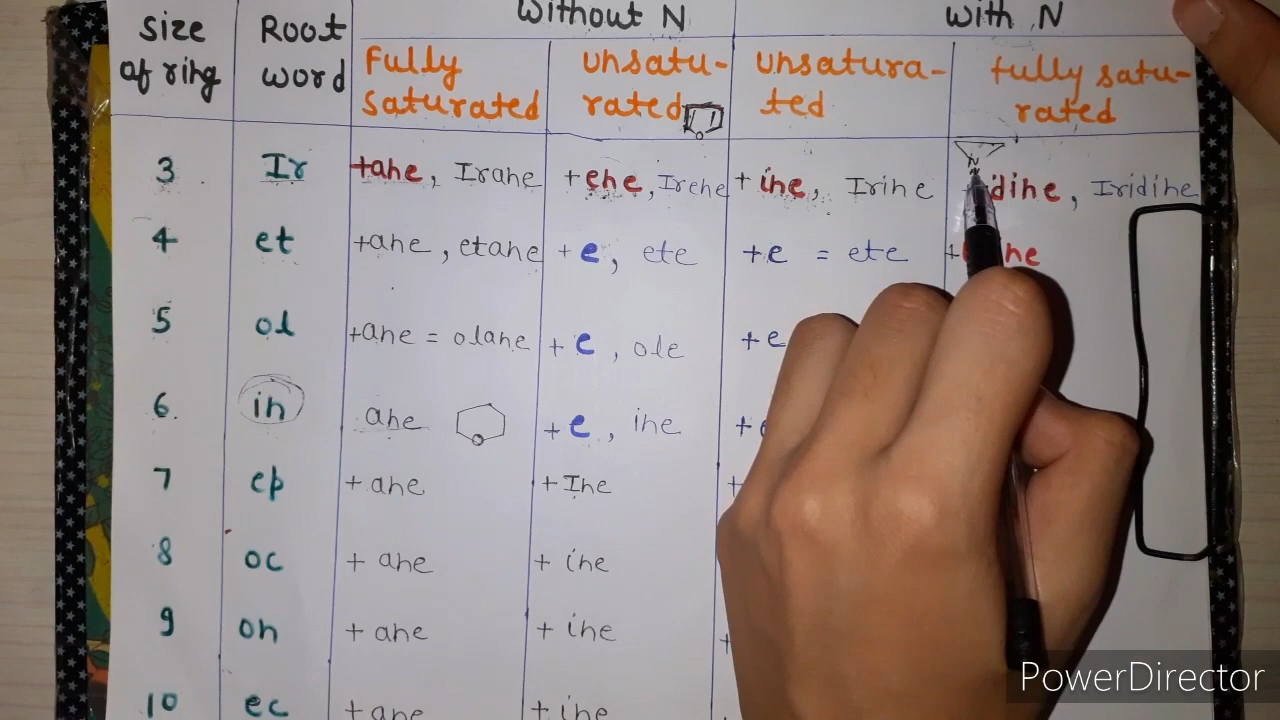 Without N with N
Size of ring Root word Fully saturated unsatu-rated unsatura-ted fully satu-rated
3 Ir +ane, Irane +ene, Irene + ine, Irine idine, Iridine
4 et +ane, etane + e, ete +e = ete +
5 ol +ane = olane + e, ole +e
6. in ane + e, ine +
7 ep + ane + Ine +
8 oc + ane + ine
9 on + ane + ine +
10 ec + ane + ine
PowerDirector